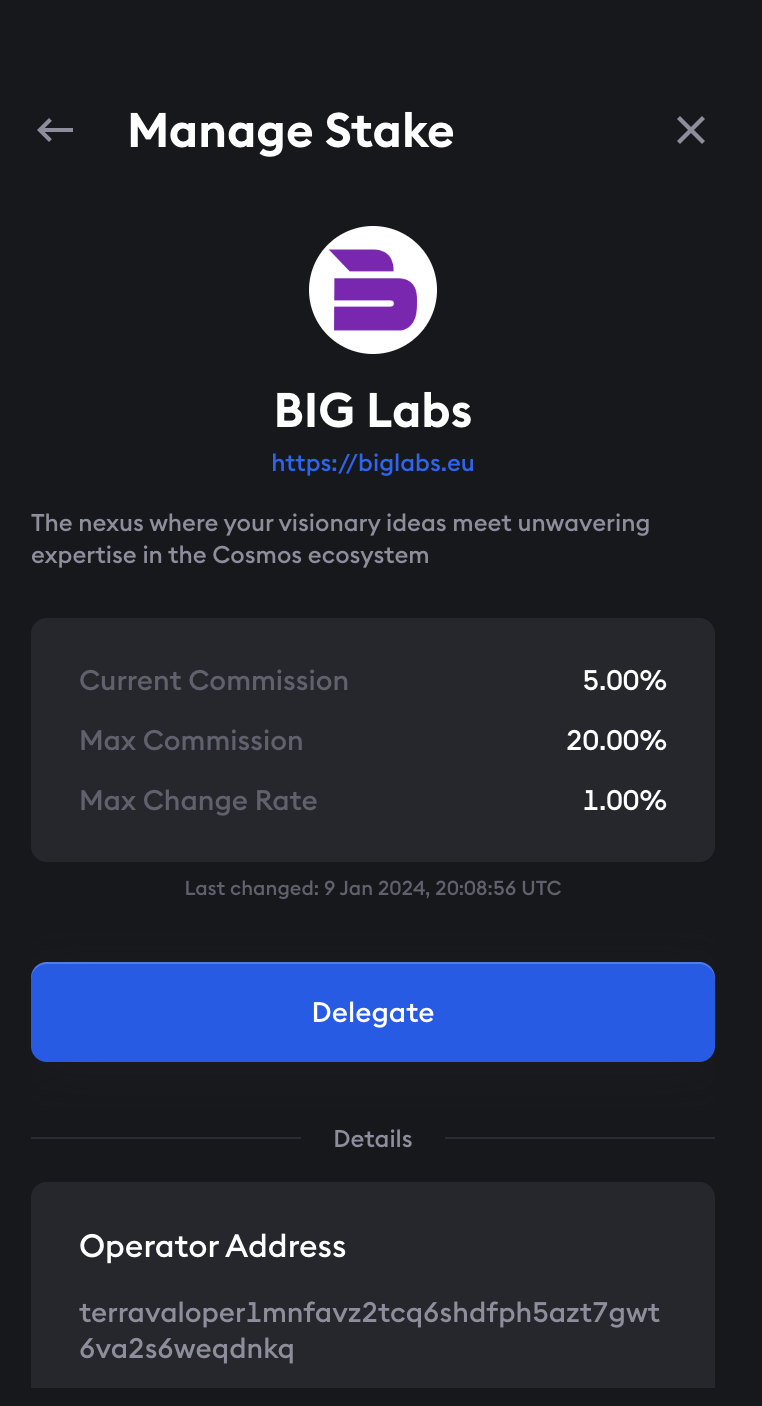 Manage Stake
BIG Labs
https://biglabs.eu
The nexus where your visionary ideas meet unwavering
expertise in the Cosmos ecosystem
Current Commission 5.00%
Max Commission 20.00%
Max Change Rate 1.00%
Last changed: 9 Jan 2024, 20:08:56 UTC
Delegate
Details
Operator Address
terravaloper1mnfavz2tcq6shdfph5azt7gwt
6va2s6weqdnkq